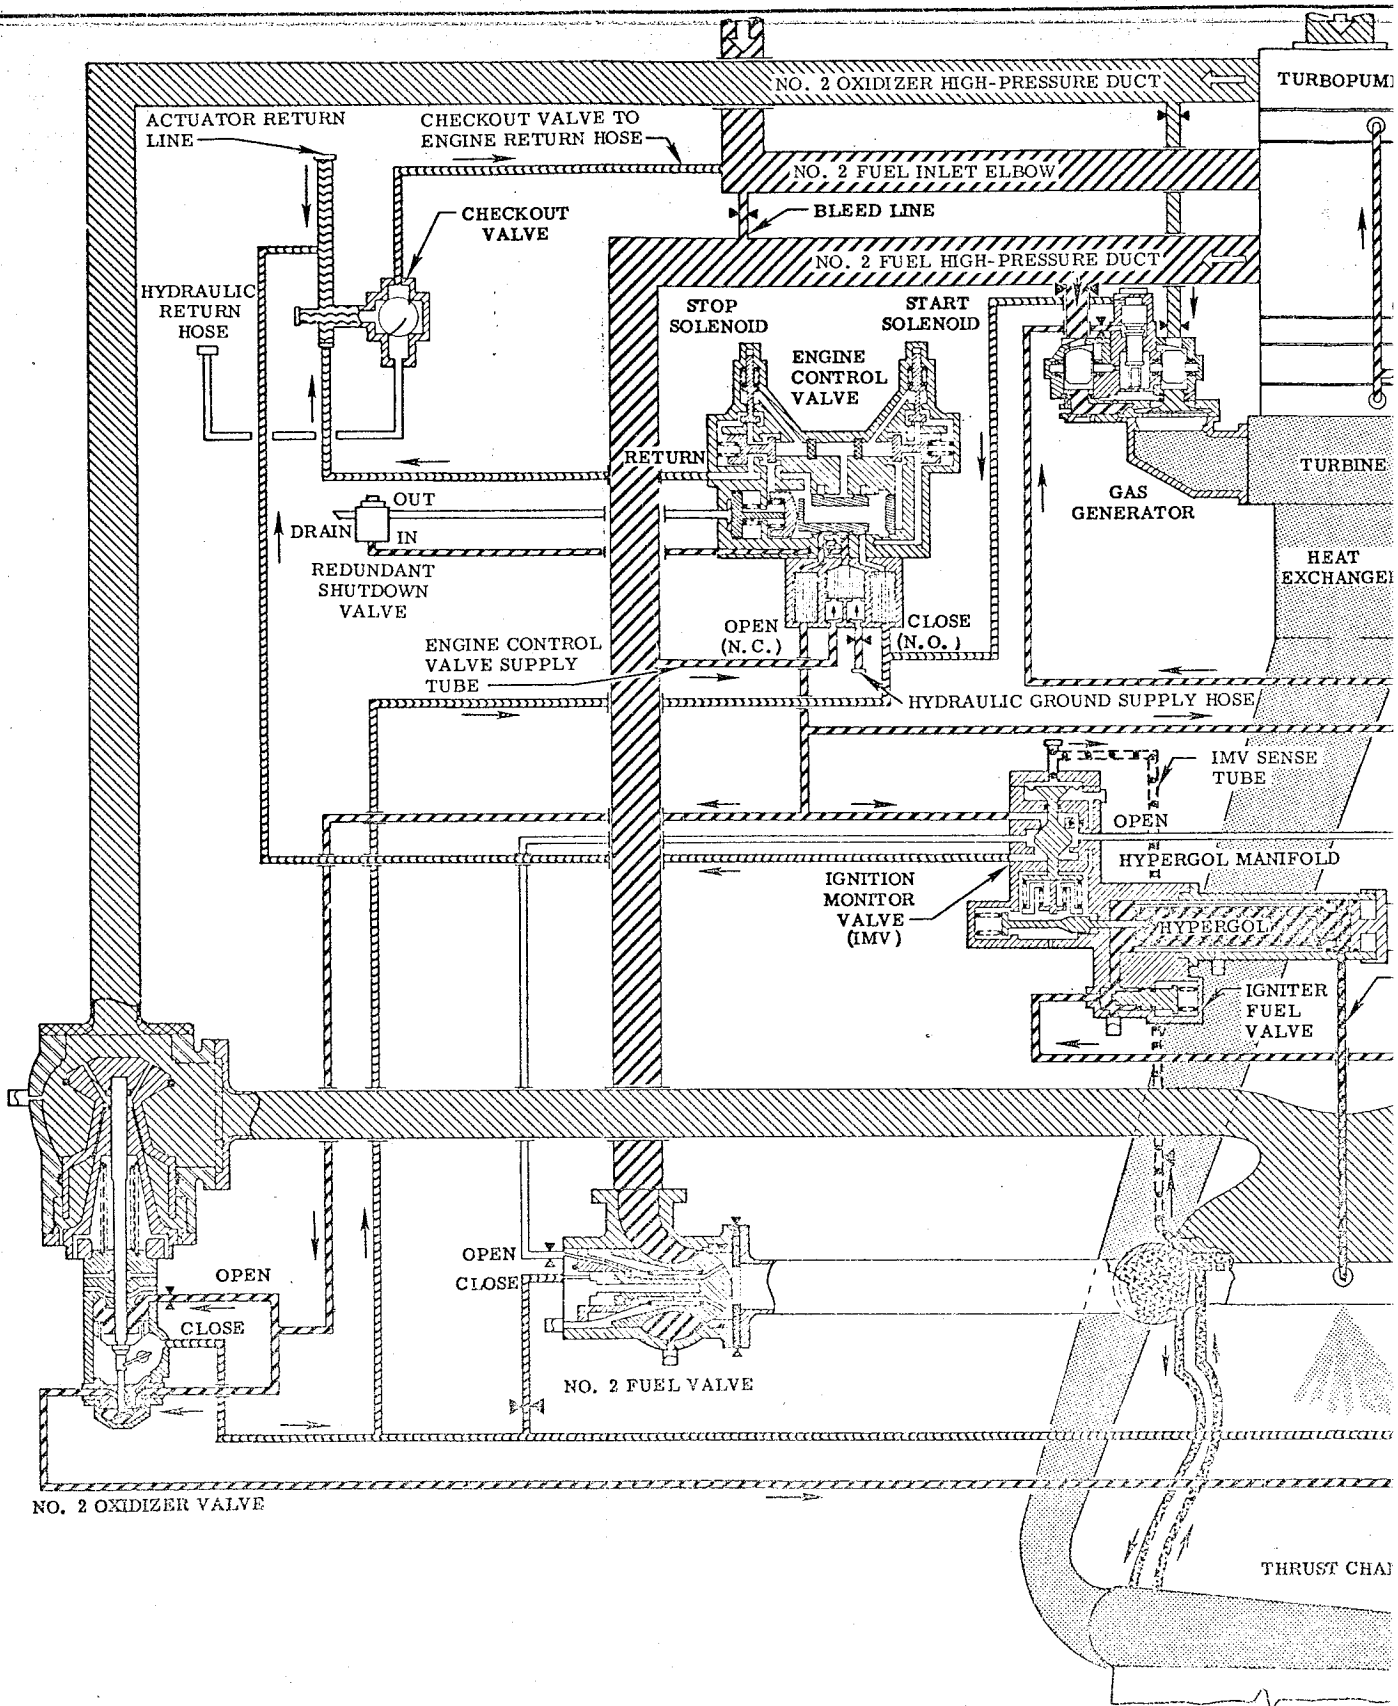 NO. 2 OXIDIZER HIGH-PRESSURE DUCT
TURBOPUM
ACTUATOR RETURN
LINE
CHECKOUT VALVE TO
ENGINE RETURN HOSE
NO. 2 FUEL INLET ELBOW
CHECKOUT
VALVE
BLEED LINE
NO. 2 FUEL HIGH-PRESSURE DUCT
HYDRAULIC
RETURN
HOSE
STOP
SOLENOID
START
SOLENOID
ENGINE
CONTROL
VALVE
RETURN
TURBINE
GAS
GENERATOR
OUT
DRAIN
IN
REDUNDANT
SHUTDOWN
VALVE
HEAT
EXCHANGE
OPEN
(N.C.)
CLOSE
(N.O.)
ENGINE CONTROL
VALVE SUPPLY
TUBE
HYDRAULIC GROUND SUPPLY HOSE
IMV SENSE
TUBE
OPEN
HYPERGOL MANIFOLD
IGNITION
MONITOR
VALVE
(IMV)
HYPERGOL
IGNITER
FUEL
VALVE
OPEN
CLOSE
OPEN
CLOSE
NO. 2 FUEL VALVE
NO. 2 OXIDIZER VALVE
THRUST CHA